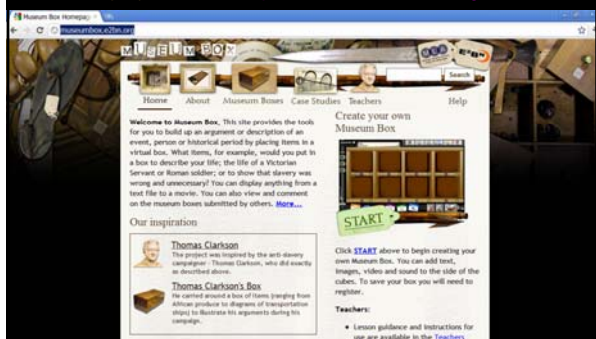 Museum Box Homepage
museumbox.e2bn.org
MUSEUM BOX
E2BN
Search
Home About Museum Boxes Case Studies Teachers Help
Welcome to Museum Box, This site provides the tools
for you to build up an argument or description of an
event, person or historical period by placing items in a
virtual box. What items, for example, would you put in
a box to describe your life; the life of a Victorian
Servant or Roman soldier; or to show that slavery was
wrong and unnecessary? You can display anything from a
text file to a movie. You can also view and comment
on the museum boxes submitted by others. More...
Our inspiration
Thomas Clarkson
The project was inspired by the anti-slavery
campaigner - Thomas Clarkson, who did exactly
as described above.
Thomas Clarkson's Box
He carried around a box of items (ranging from
African produce to diagrams of transportation
ships) to illustrate his arguments during his
campaign.
Create your own
Museum Box
START
Click START above to begin creating your
own Museum Box. You can add text,
images, video and sound to the side of the
cubes. To save your box you will need to
register.
Teachers:
• Lesson guidance and instructions for
use are available in the Teachers